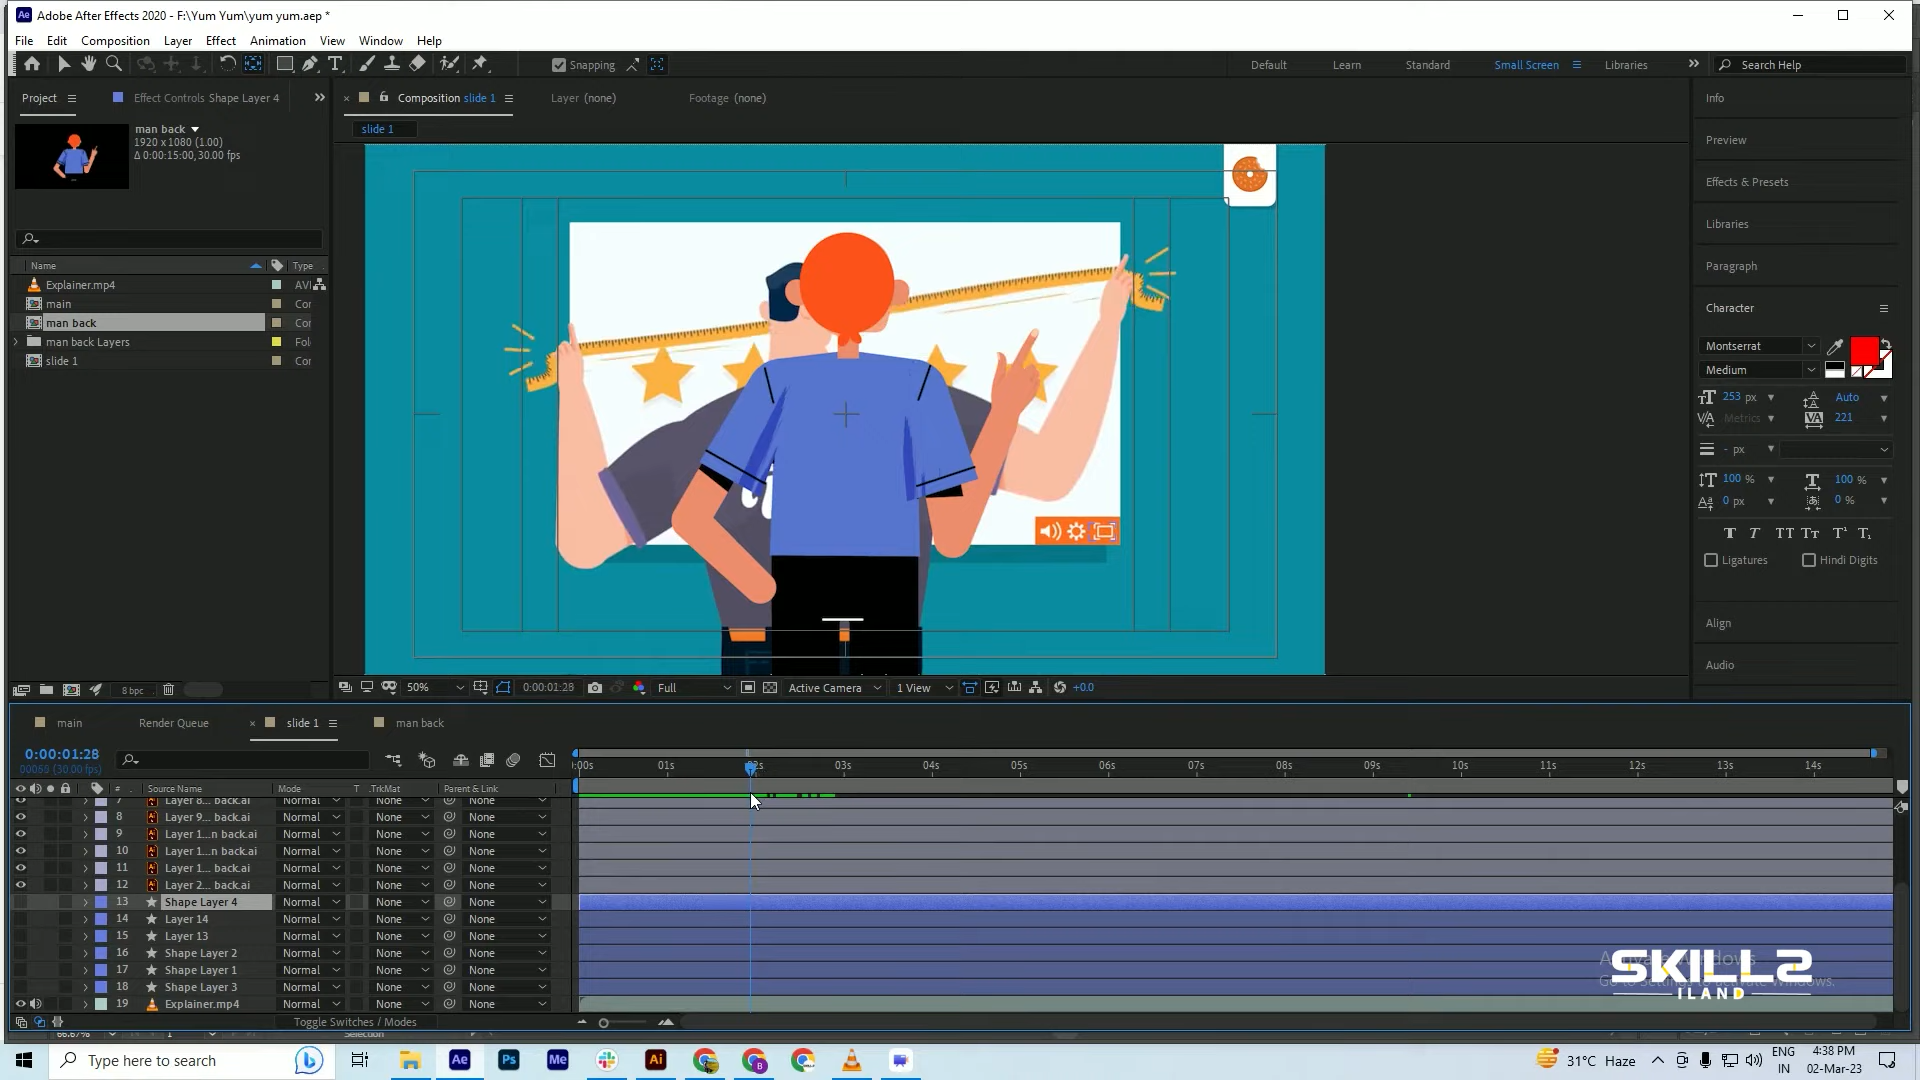 Adobe After Effects 2020 - F:\Yum Yum\yum yum.aep *
File Edit Composition Layer Effect Animation View Window Help
Snapping
Default Learn Standard Small Screen Libraries
Search Help
Project
Effect Controls Shape Layer 4
Composition slide 1
Layer (none)
Footage (none)
man back
1920 x 1080 (1.00)
Δ 0:00:15:00, 30.00 fps
slide 1
Name Type
Explainer.mp4 AVI
main Cor
man back Cor
man back Layers Fol
slide 1 Cor
8 bpc
50% 0:00:01:28 Full Active Camera 1 View +0.0
Info
Preview
Effects & Presets
Libraries
Paragraph
Character
Montserrat
Medium
253 px Auto
Metrics 221
- px
100 % 100 %
0 px 0 %
Ligatures Hindi Digits
Align
Audio
main Render Queue slide 1 man back
0:00:01:28
(30.00 fps)
:00s 01s 02s 03s 04s 05s 06s 07s 08s 09s 10s 11s 12s 13s 14s
# Source Name Mode T .TrkMat Parent & Link
7 Layer 8... back.ai Normal None None
8 Layer 9... back.ai Normal None None
9 Layer 1...n back.ai Normal None None
10 Layer 1...n back.ai Normal None None
11 Layer 1... back.ai Normal None None
12 Layer 2... back.ai Normal None None
13 Shape Layer 4 Normal None None
14 Layer 14 Normal None None
15 Layer 13 Normal None None
16 Shape Layer 2 Normal None None
17 Shape Layer 1 Normal None None
18 Shape Layer 3 Normal None None
19 Explainer.mp4 Normal None None
Toggle Switches / Modes
SKILLS
ILAND
Go to Settings to activate Windows.
Type here to search
Ae Ps Me Ai
31°C Haze
ENG
IN
4:38 PM
02-Mar-23